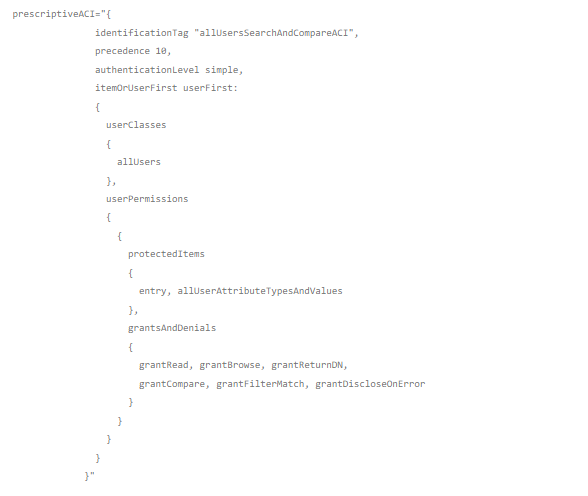 prescriptiveACI="{
identificationTag "allUsersSearchAndCompareACI",
precedence 10,
authenticationLevel simple,
itemOrUserFirst userFirst:
{
userClasses
{
allUsers
},
userPermissions
{
{
protectedItems
{
entry, allUserAttributeTypesAndValues
},
grantsAndDenials
{
grantRead, grantBrowse, grantReturnDN,
grantCompare, grantFilterMatch, grantDiscloseOnError
}
}
}
}
}"